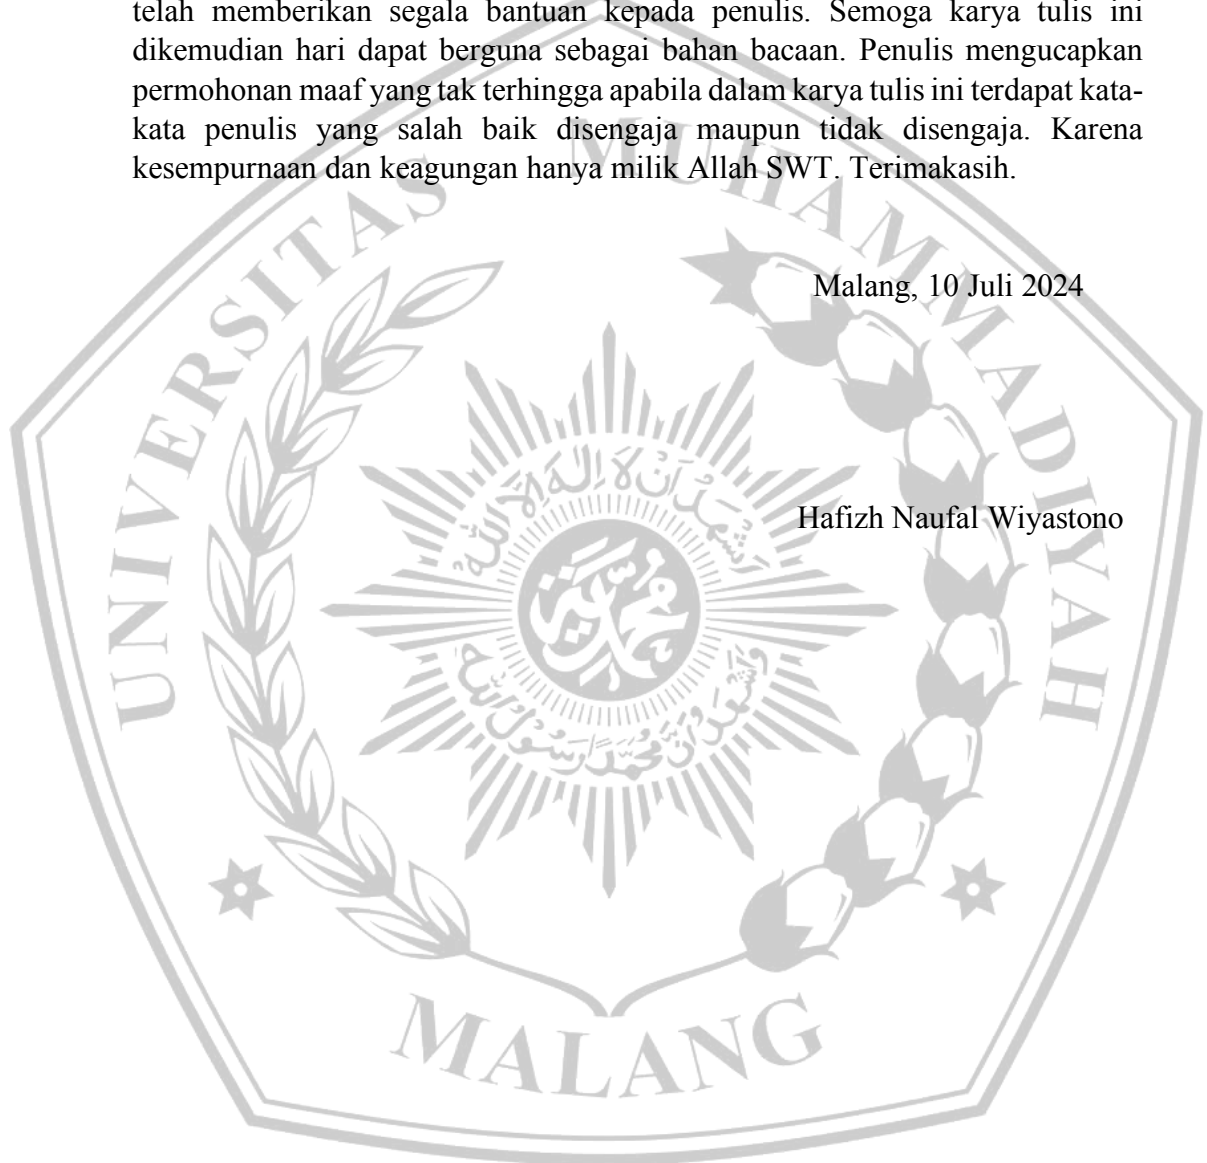 telah memberikan segala bantuan kepada penulis. Semoga karya tulis ini
dikemudian hari dapat berguna sebagai bahan bacaan. Penulis mengucapkan
permohonan maaf yang tak terhingga apabila dalam karya tulis ini terdapat kata-
kata penulis yang salah baik disengaja maupun tidak disengaja. Karena
kesempurnaan dan keagungan hanya milik Allah SWT. Terimakasih.
Malang, 10 Juli 2024
Hafizh Naufal Wiyastono
UNIVERSITAS MUHAMMADIYAH
MALANG